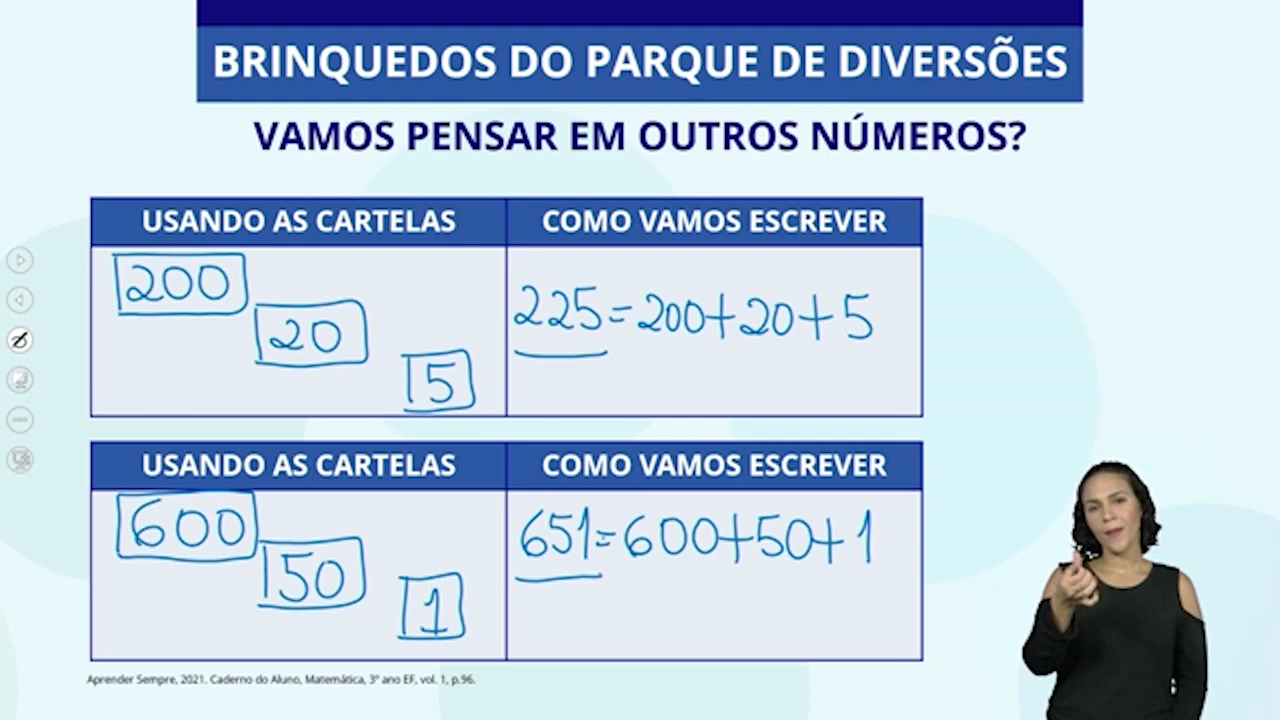 BRINQUEDOS DO PARQUE DE DIVERSÕES
VAMOS PENSAR EM OUTROS NÚMEROS?
USANDO AS CARTELAS
COMO VAMOS ESCREVER
200
20
5
225=200+20+5
USANDO AS CARTELAS
COMO VAMOS ESCREVER
600
50
1
651=600+50+1
Aprender Sempre, 2021. Caderno do Aluno, Matemática, 3º ano EF, vol. 1, p.96.